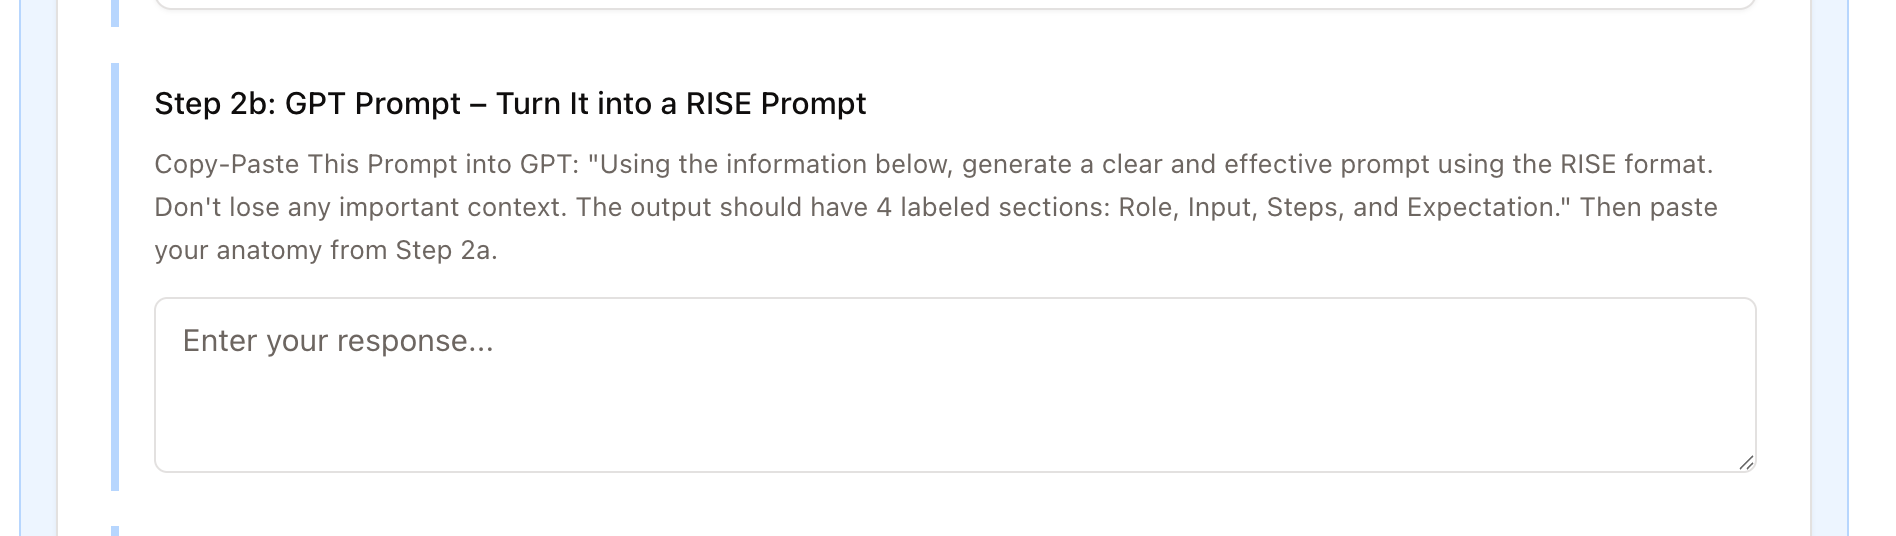 Step 2b: GPT Prompt – Turn It into a RISE Prompt
Copy-Paste This Prompt into GPT: "Using the information below, generate a clear and effective prompt using the RISE format.
Don't lose any important context. The output should have 4 labeled sections: Role, Input, Steps, and Expectation." Then paste
your anatomy from Step 2a.
Enter your response...